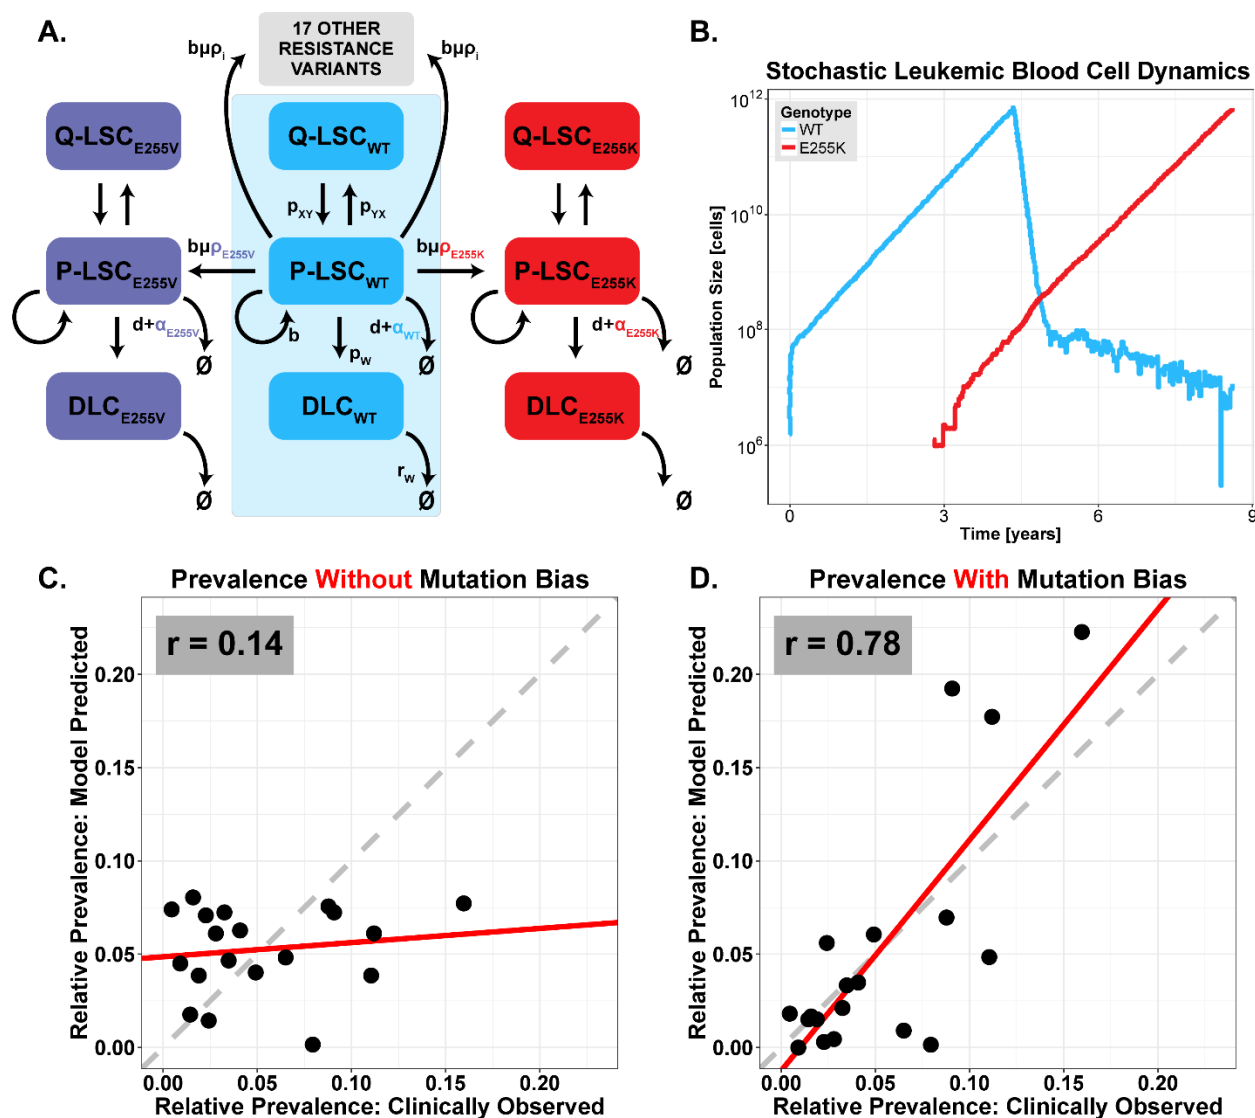 A.
17 OTHER
RESISTANCE
VARIANTS
bμρi
bμρi
Q-LSCE255V
Q-LSCWT
Q-LSCE255K
pXY
pYX
bμρE255V
bμρE255K
P-LSCE255V
P-LSCWT
P-LSCE255K
b
d+αE255V
d+αWT
d+αE255K
pW
Ø
Ø
Ø
DLCE255V
DLCWT
DLCE255K
rW
Ø
Ø
Ø
B.
Stochastic Leukemic Blood Cell Dynamics
Genotype
WT
E255K
Population Size [cells]
10^12
10^10
10^8
10^6
0
3
6
9
Time [years]
C.
Prevalence Without Mutation Bias
r = 0.14
Relative Prevalence: Model Predicted
0.20
0.15
0.10
0.05
0.00
0.00 0.05 0.10 0.15 0.20
Relative Prevalence: Clinically Observed
D.
Prevalence With Mutation Bias
r = 0.78
Relative Prevalence: Model Predicted
0.20
0.15
0.10
0.05
0.00
0.00 0.05 0.10 0.15 0.20
Relative Prevalence: Clinically Observed